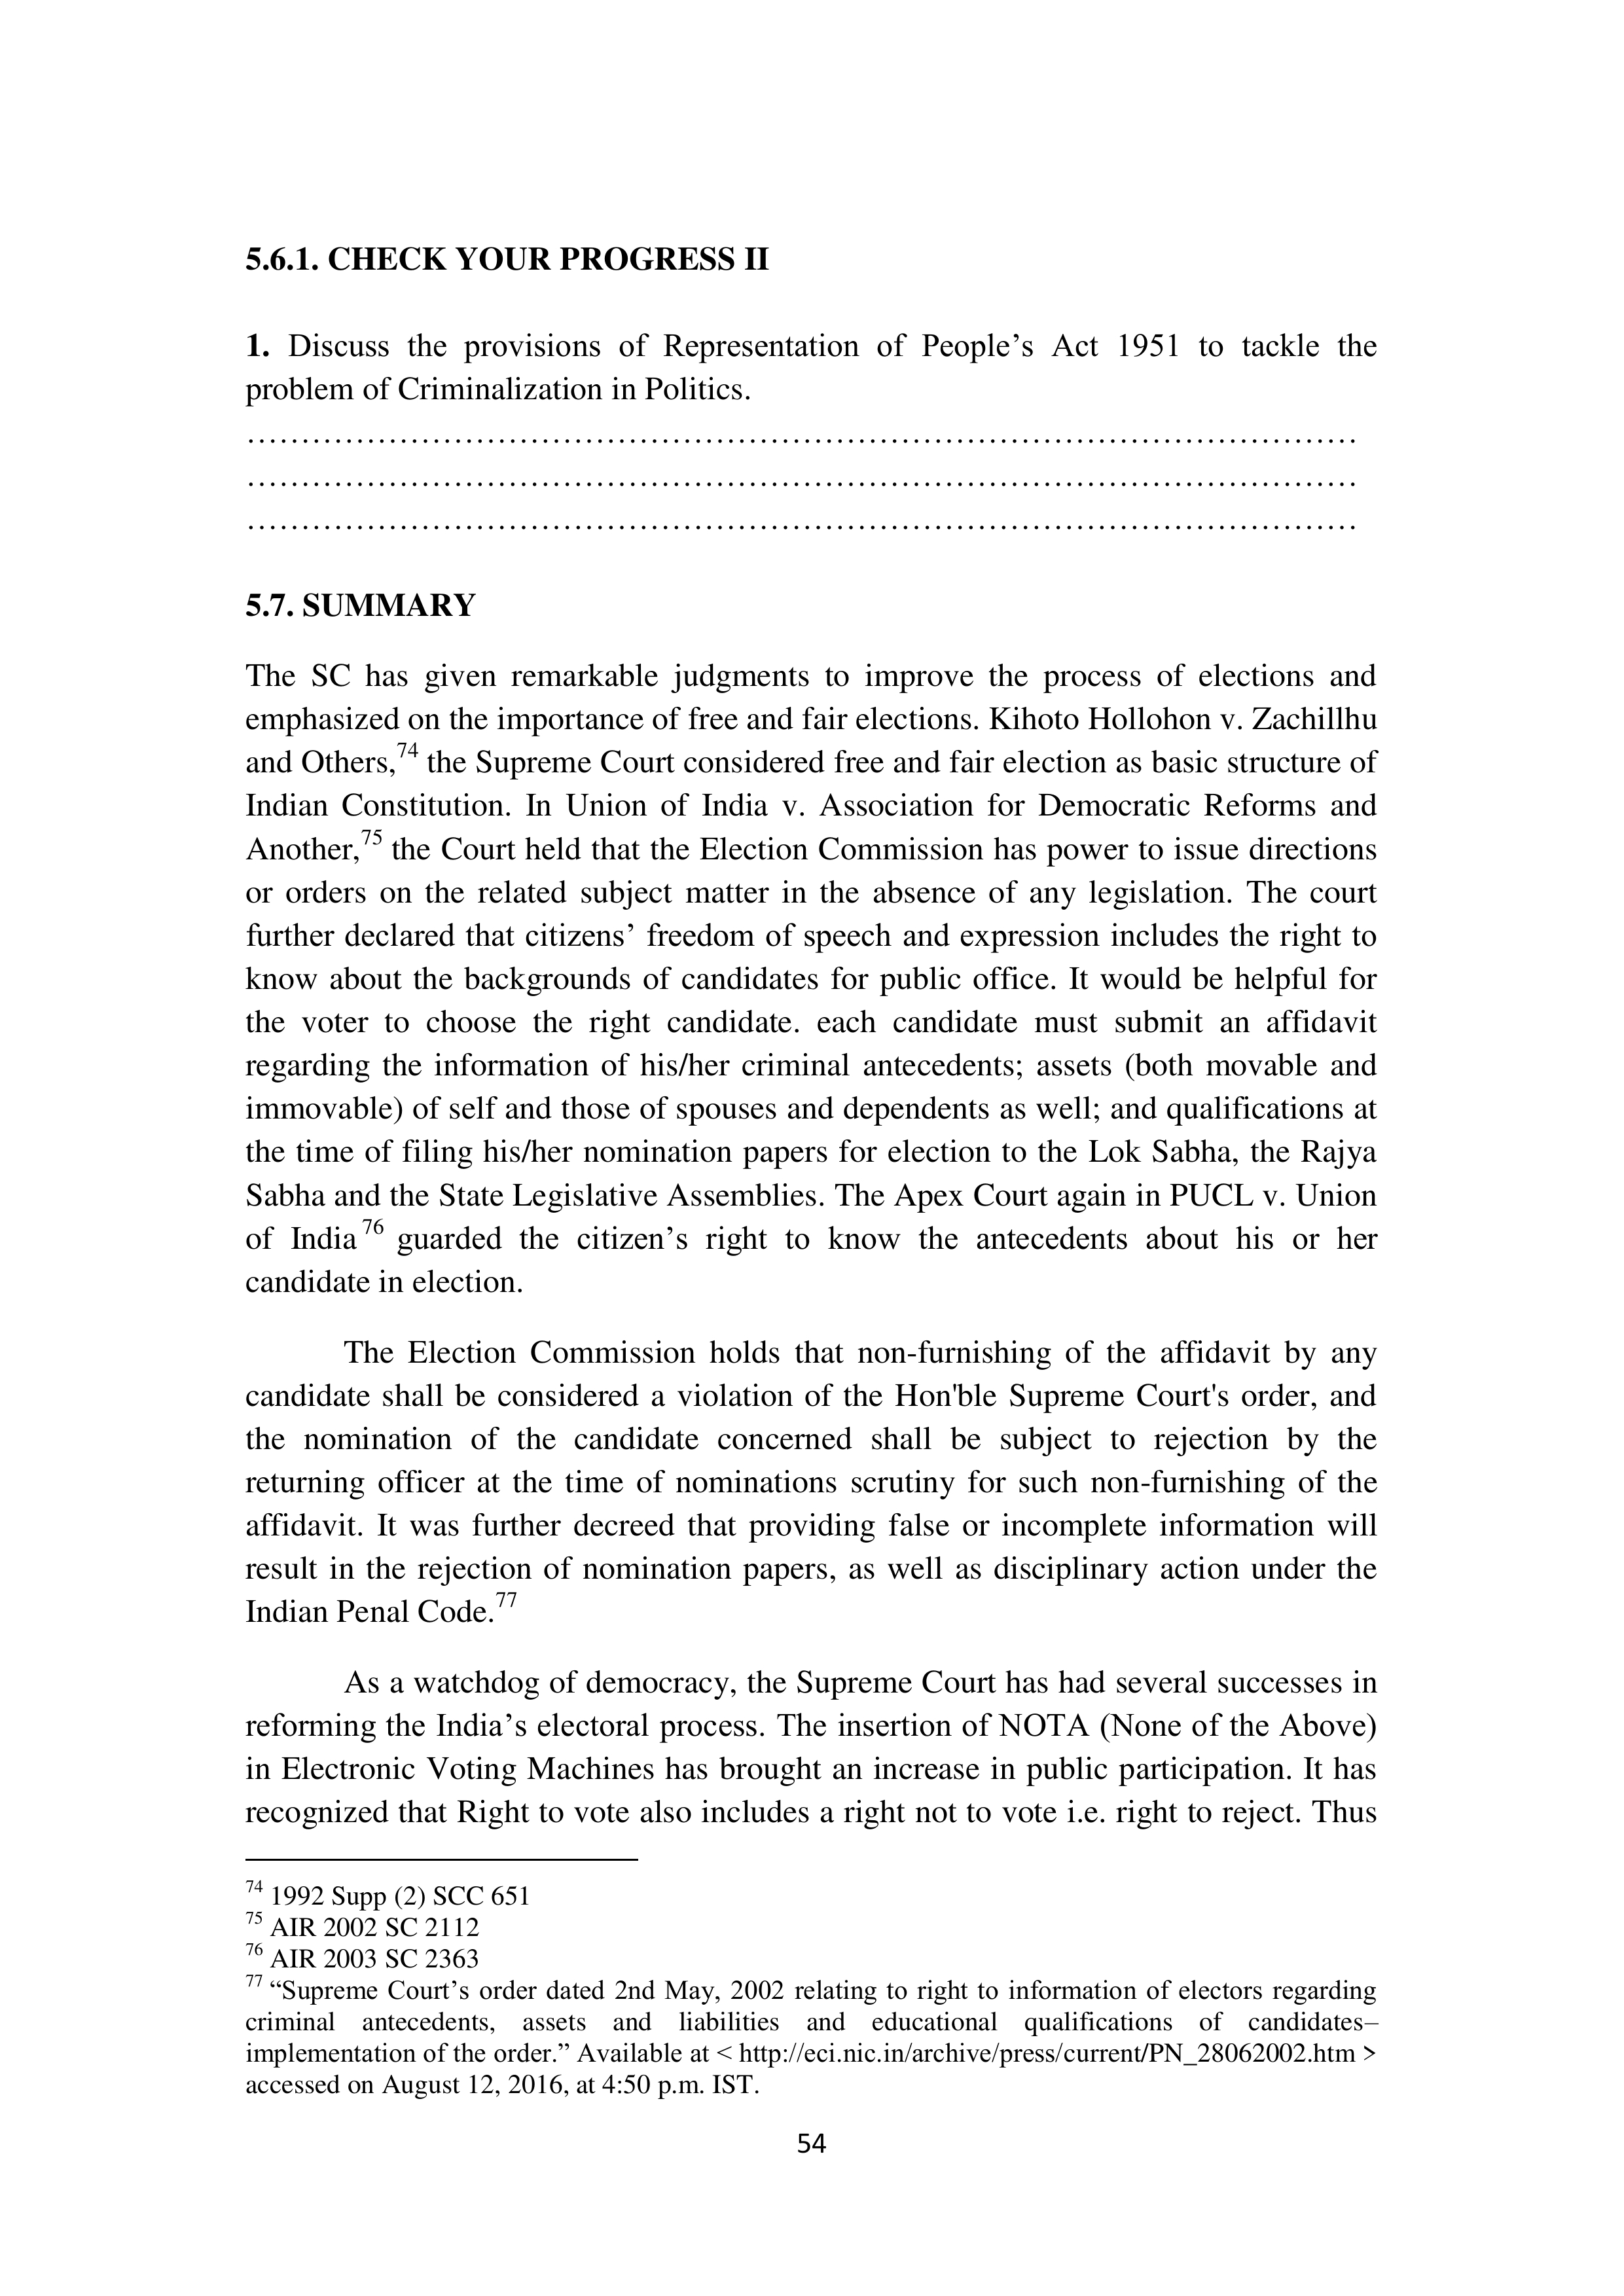 5.6.1. CHECK YOUR PROGRESS II
1. Discuss the provisions of Representation of People’s Act 1951 to tackle the
problem of Criminalization in Politics.
……………………………………………………………………………………………
……………………………………………………………………………………………
……………………………………………………………………………………………
5.7. SUMMARY
The SC has given remarkable judgments to improve the process of elections and
emphasized on the importance of free and fair elections. Kihoto Hollohon v. Zachillhu
and Others,74 the Supreme Court considered free and fair election as basic structure of
Indian Constitution. In Union of India v. Association for Democratic Reforms and
Another,75 the Court held that the Election Commission has power to issue directions
or orders on the related subject matter in the absence of any legislation. The court
further declared that citizens’ freedom of speech and expression includes the right to
know about the backgrounds of candidates for public office. It would be helpful for
the voter to choose the right candidate. each candidate must submit an affidavit
regarding the information of his/her criminal antecedents; assets (both movable and
immovable) of self and those of spouses and dependents as well; and qualifications at
the time of filing his/her nomination papers for election to the Lok Sabha, the Rajya
Sabha and the State Legislative Assemblies. The Apex Court again in PUCL v. Union
of India 76 guarded the citizen’s right to know the antecedents about his or her
candidate in election.
The Election Commission holds that non-furnishing of the affidavit by any
candidate shall be considered a violation of the Hon'ble Supreme Court's order, and
the nomination of the candidate concerned shall be subject to rejection by the
returning officer at the time of nominations scrutiny for such non-furnishing of the
affidavit. It was further decreed that providing false or incomplete information will
result in the rejection of nomination papers, as well as disciplinary action under the
Indian Penal Code.77
As a watchdog of democracy, the Supreme Court has had several successes in
reforming the India’s electoral process. The insertion of NOTA (None of the Above)
in Electronic Voting Machines has brought an increase in public participation. It has
recognized that Right to vote also includes a right not to vote i.e. right to reject. Thus
74 1992 Supp (2) SCC 651
75 AIR 2002 SC 2112
76 AIR 2003 SC 2363
77 “Supreme Court’s order dated 2nd May, 2002 relating to right to information of electors regarding
criminal antecedents, assets and liabilities and educational qualifications of candidates–
implementation of the order.” Available at < http://eci.nic.in/archive/press/current/PN_28062002.htm >
accessed on August 12, 2016, at 4:50 p.m. IST.
54